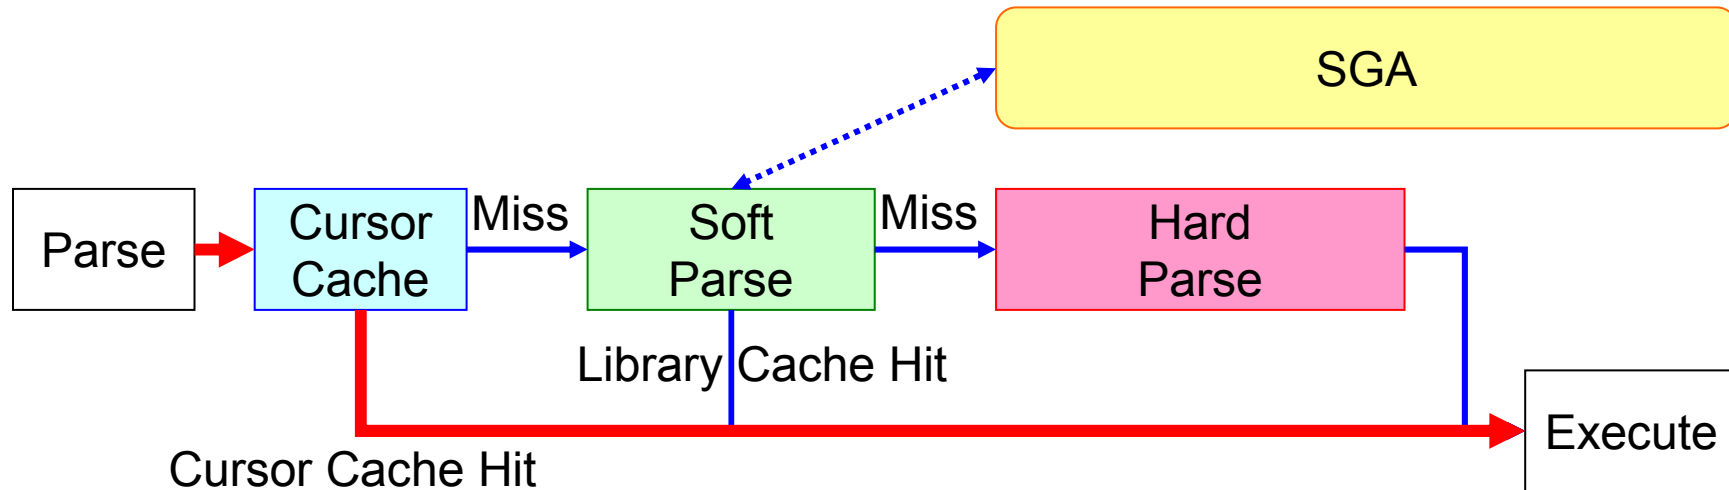 SGA
Parse
Cursor
Cache
Miss
Soft
Parse
Miss
Hard
Parse
Library Cache Hit
Execute
Cursor Cache Hit